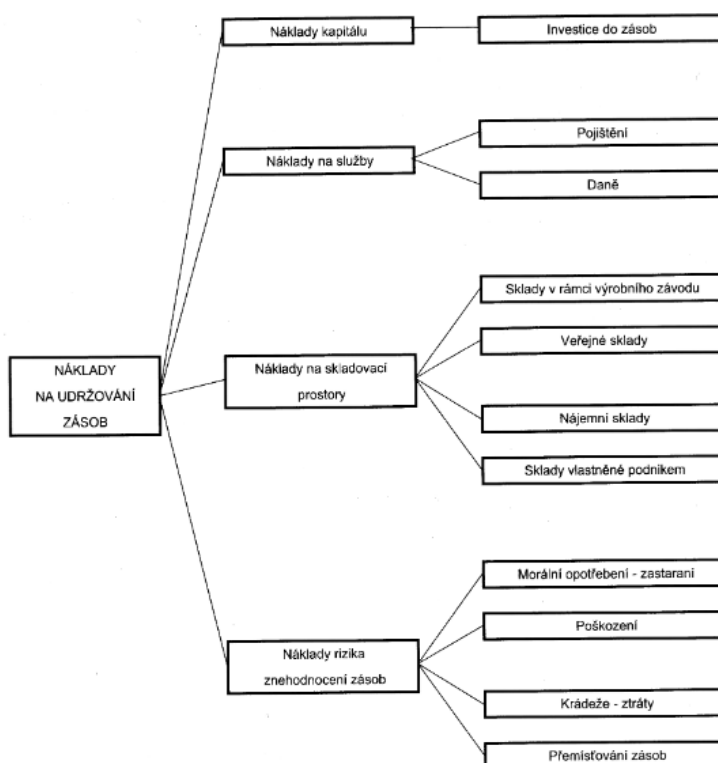 Náklady kapitálu
Investice do zásob
Náklady na služby
Pojištění
Daně
NÁKLADY
NA UDRŽOVÁNÍ
ZÁSOB
Náklady na skladovací
prostory
Sklady v rámci výrobního závodu
Veřejné sklady
Nájemní sklady
Sklady vlastněné podnikem
Náklady rizika
znehodnocení zásob
Morální opotřebení - zastarani
Poškození
Krádeže - ztráty
Přemísťování zásob